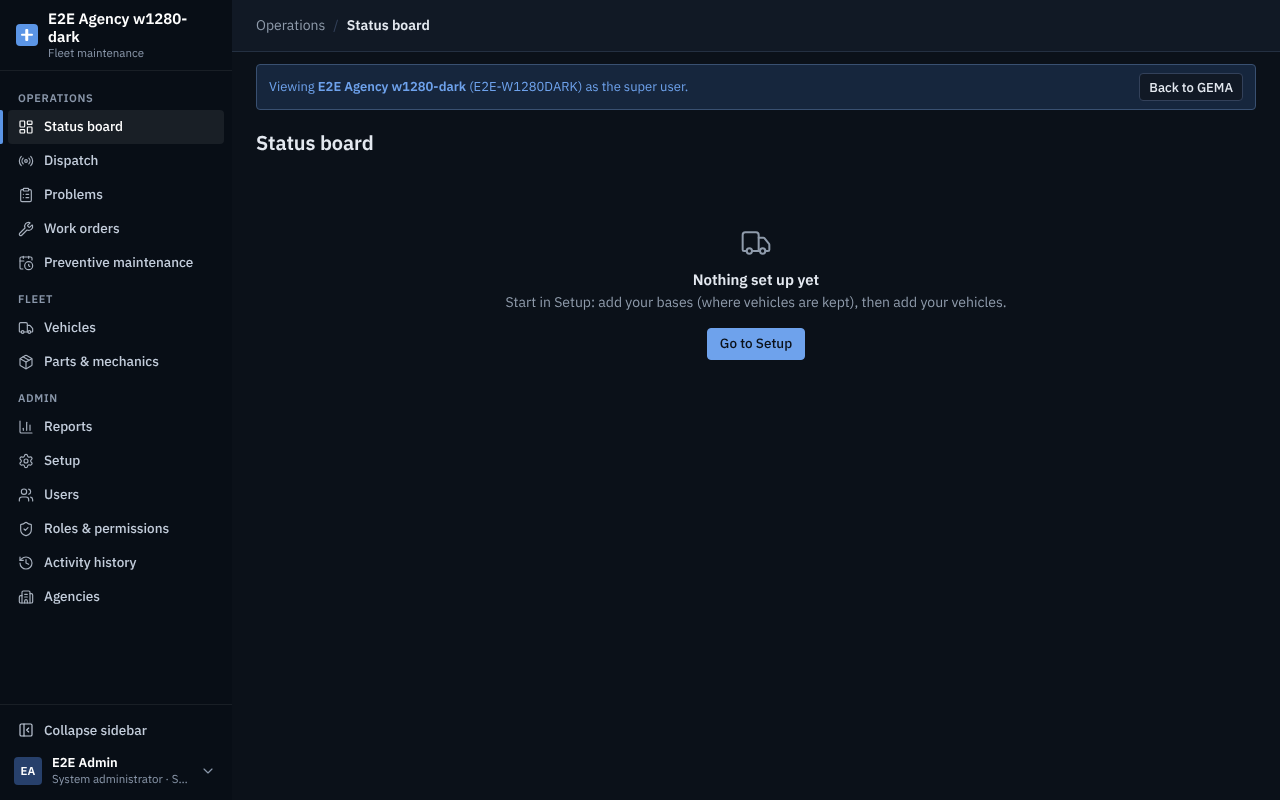 E2E Agency w1280-
dark
Fleet maintenance
OPERATIONS
Status board
Dispatch
Problems
Work orders
Preventive maintenance
FLEET
Vehicles
Parts & mechanics
ADMIN
Reports
Setup
Users
Roles & permissions
Activity history
Agencies
Collapse sidebar
EA
E2E Admin
System administrator · S...
Operations / Status board
Viewing E2E Agency w1280-dark (E2E-W1280DARK) as the super user.
Back to GEMA
Status board
Nothing set up yet
Start in Setup: add your bases (where vehicles are kept), then add your vehicles.
Go to Setup